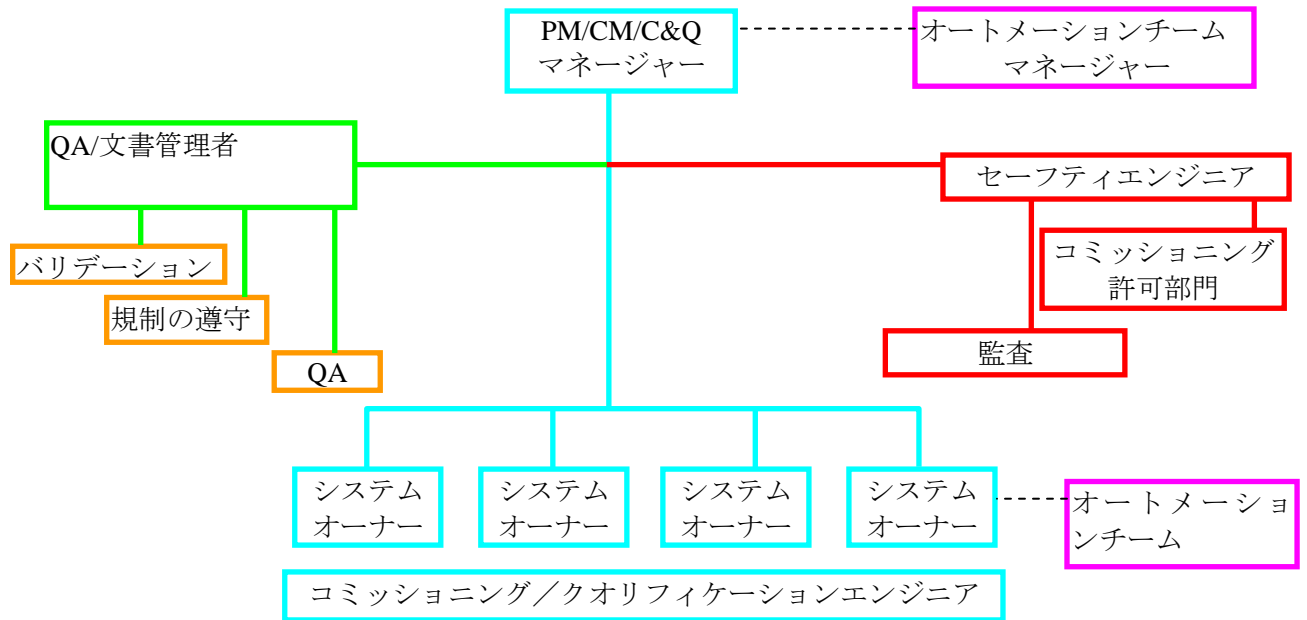 PM/CM/C&Q
マネージャー
オートメーションチーム
マネージャー
QA/文書管理者
セーフティエンジニア
バリデーション
コミッショニング
許可部門
規制の遵守
監査
QA
システム
オーナー
システム
オーナー
システム
オーナー
システム
オーナー
オートメーショ
ンチーム
コミッショニング／クオリフィケーションエンジニア